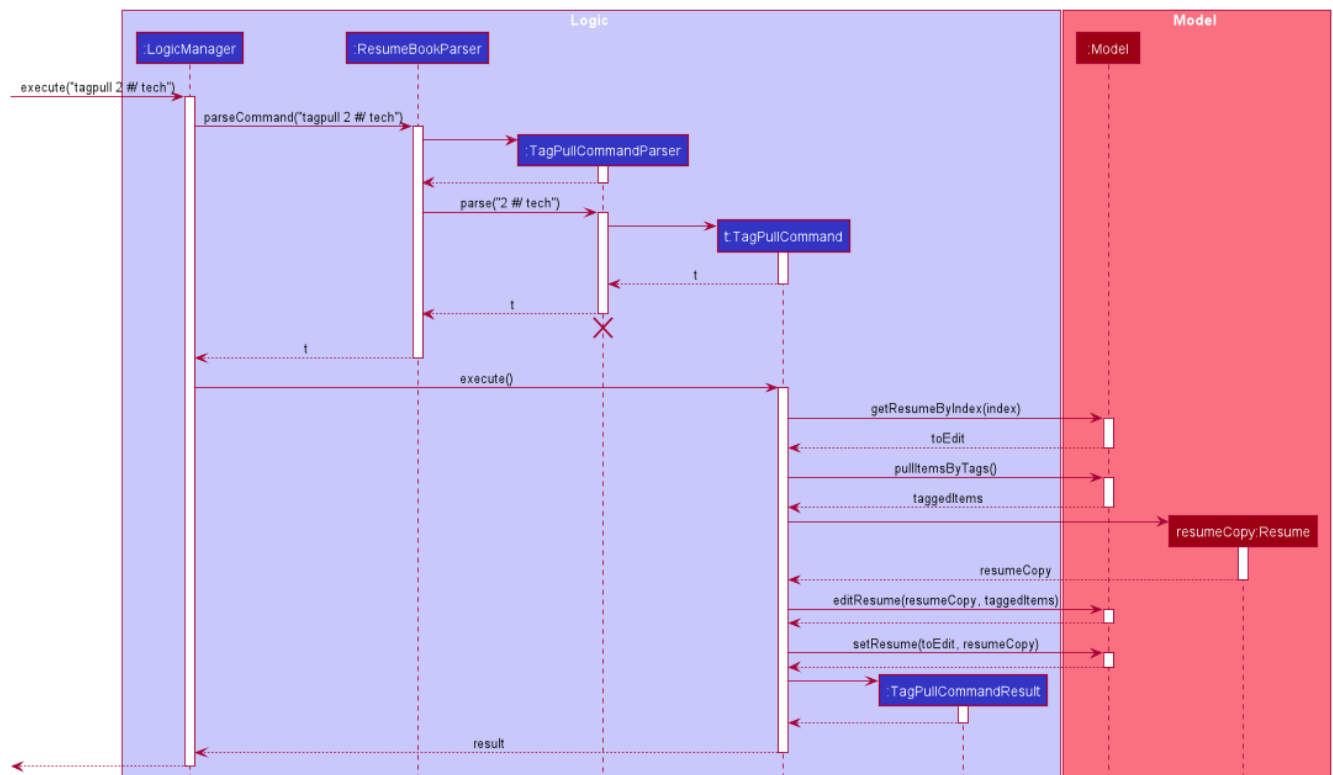 Logic
Model
:LogicManager
:ResumeBookParser
:Model
execute("tagpull 2 #/ tech")
parseCommand("tagpull 2 #/ tech")
:TagPullCommandParser
parse("2 #/ tech")
t:TagPullCommand
t
t
t
execute()
getResumeByIndex(index)
toEdit
pullItemsByTags()
taggedItems
resumeCopy:Resume
resumeCopy
editResume(resumeCopy, taggedItems)
setResume(toEdit, resumeCopy)
:TagPullCommandResult
result